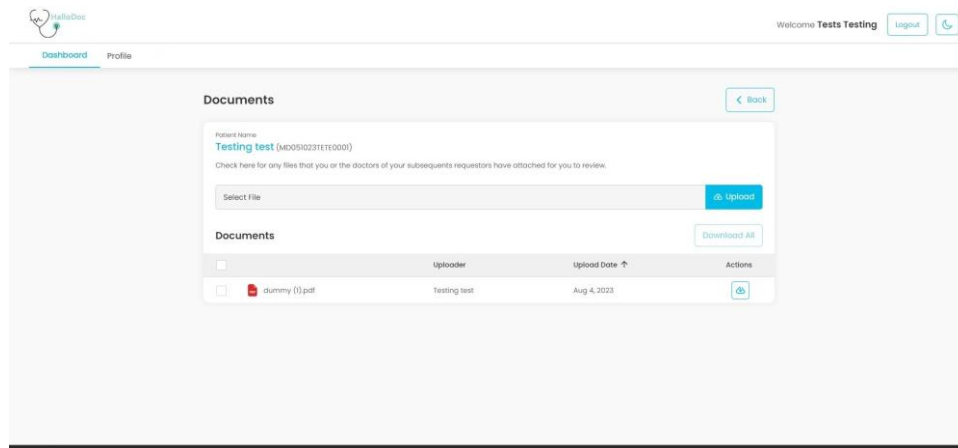 HalloDoc
Welcome Tests Testing Logout
Dashboard Profile
Documents Back
Patient Name
Testing test (MD051023TETE0001)
Check here for any files that you or the doctors of your subsequents requestors have attached for you to review.
Select File Upload
Documents Download All
Uploader Upload Date ↑ Actions
dummy (1).pdf Testing test Aug 4, 2023